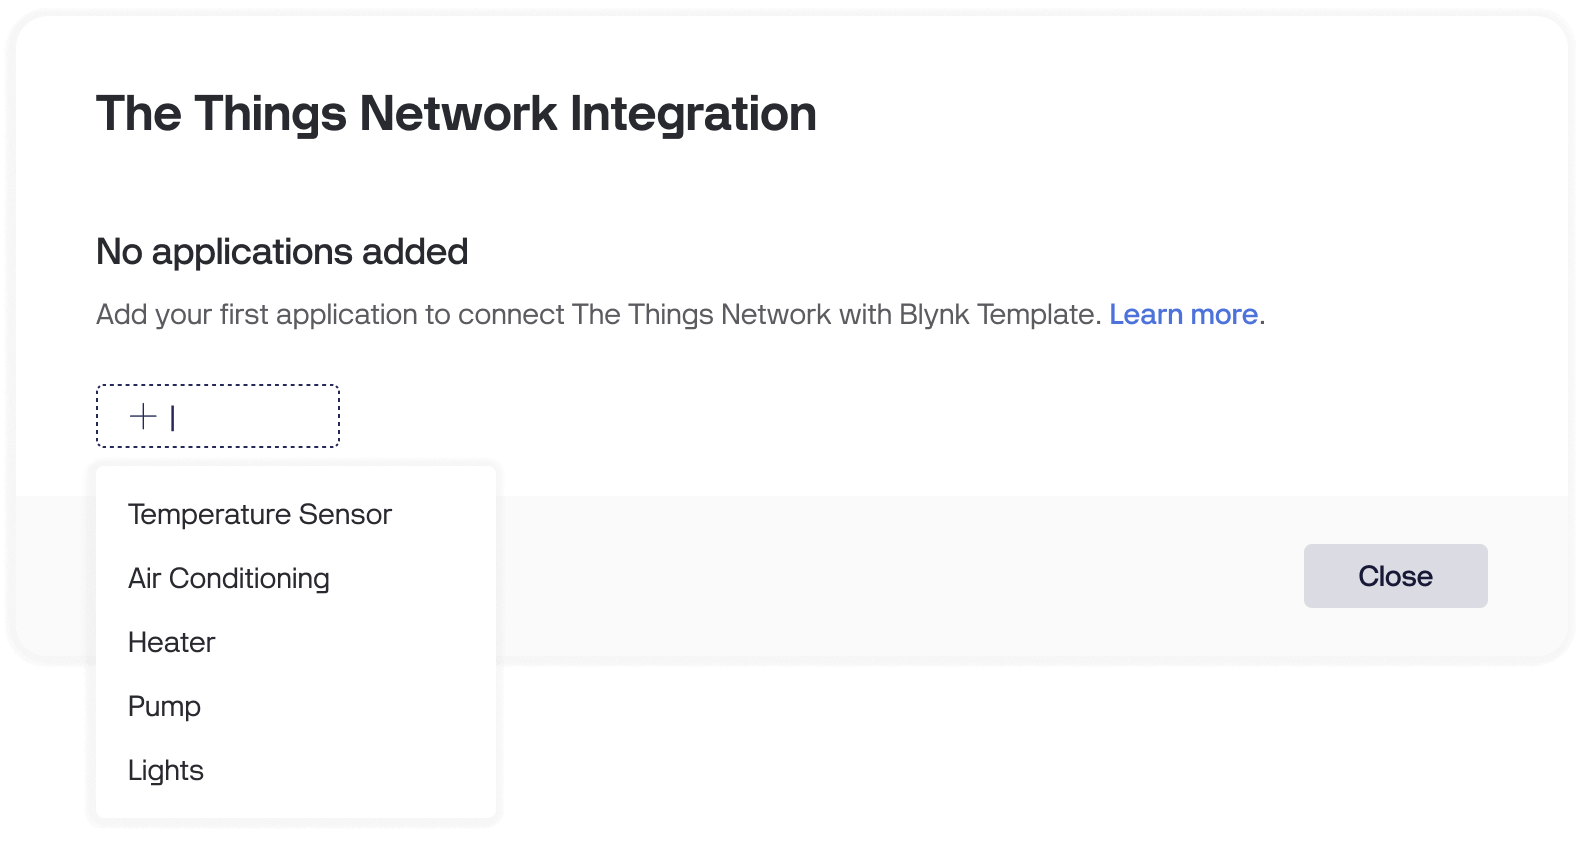 The Things Network Integration
No applications added
Add your first application to connect The Things Network with Blynk Template. Learn more.
Temperature Sensor
Air Conditioning
Heater
Pump
Lights
Close